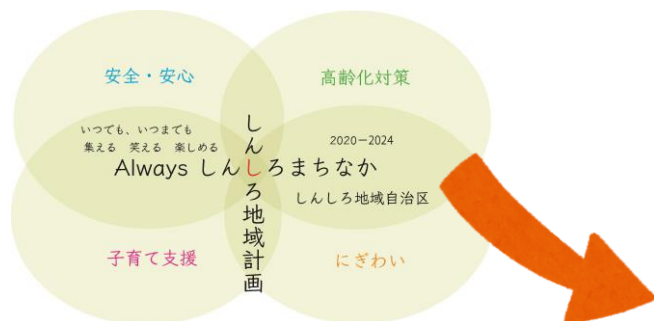 安全・安心
高齢化対策
いつでも、いつまでも
集える 笑える 楽しめる
2020－2024
Always しんしろまちなか
しんしろ地域自治区
しんしろ地域計画
子育て支援
にぎわい